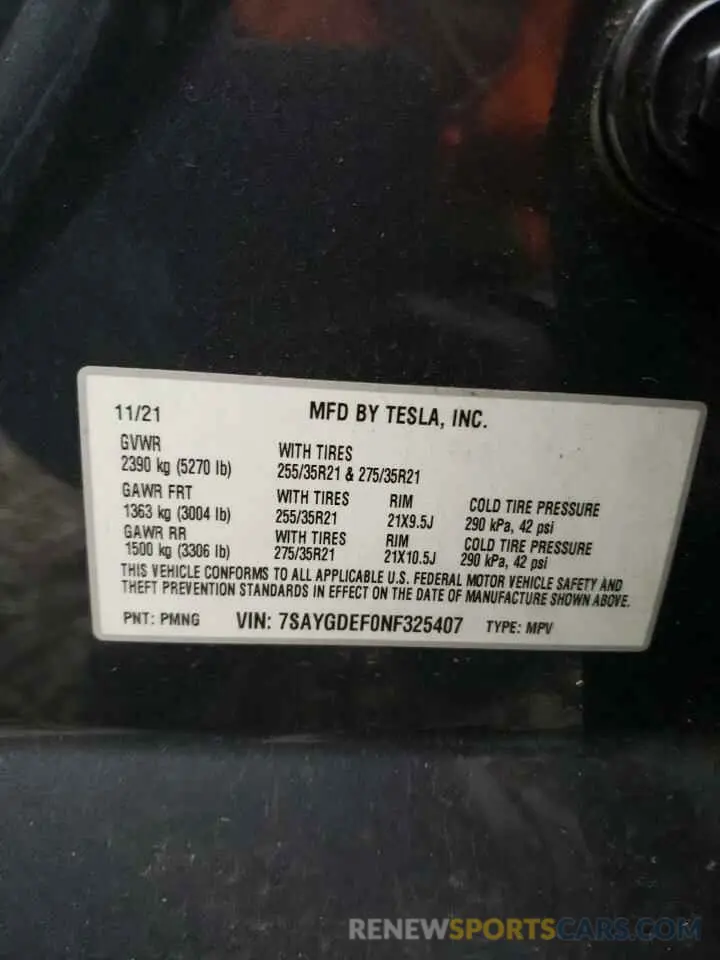 11/21 MFD BY TESLA, INC.
GVWR WITH TIRES
2390 kg (5270 lb) 255/35R21 & 275/35R21
GAWR FRT WITH TIRES RIM COLD TIRE PRESSURE
1363 kg (3004 lb) 255/35R21 21X9.5J 290 kPa, 42 psi
GAWR RR WITH TIRES RIM COLD TIRE PRESSURE
1500 kg (3306 lb) 275/35R21 21X10.5J 290 kPa, 42 psi
THIS VEHICLE CONFORMS TO ALL APPLICABLE U.S. FEDERAL MOTOR VEHICLE SAFETY AND
THEFT PREVENTION STANDARDS IN EFFECT ON THE DATE OF MANUFACTURE SHOWN ABOVE.
PNT: PMNG VIN: 7SAYGDEF0NF325407 TYPE: MPV
RENEWSPORTSCARS.COM